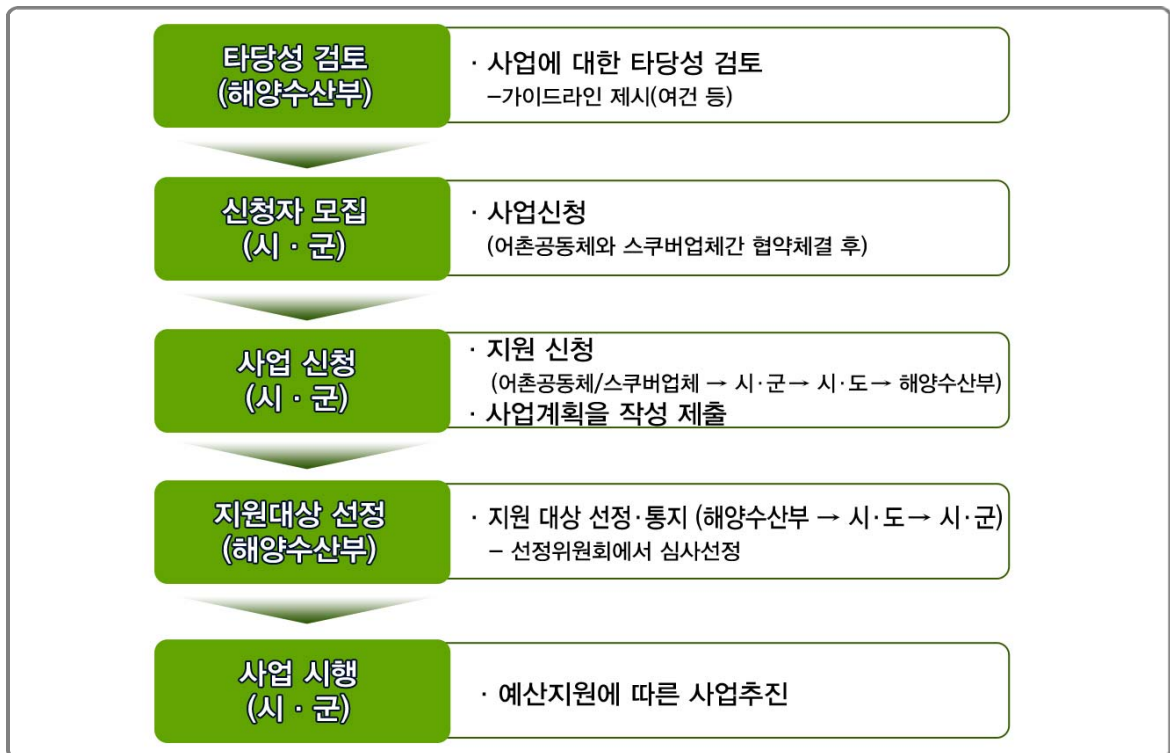 타당성 검토
(해양수산부)
· 사업에 대한 타당성 검토
–가이드라인 제시(여건 등)
신청자 모집
(시 · 군)
· 사업신청
(어촌공동체와 스쿠버업체간 협약체결 후)
사업 신청
(시 · 군)
· 지원 신청
(어촌공동체/스쿠버업체 → 시·군→ 시·도→ 해양수산부)
· 사업계획을 작성 제출
지원대상 선정
(해양수산부)
· 지원 대상 선정·통지 (해양수산부 → 시·도→ 시·군)
– 선정위원회에서 심사선정
사업 시행
(시 · 군)
· 예산지원에 따른 사업추진